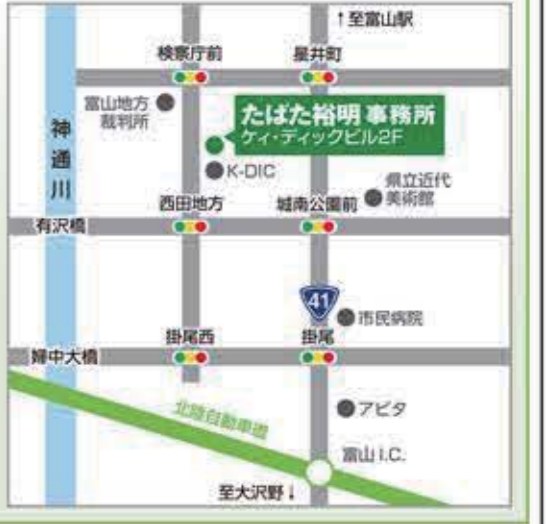 ↑至富山駅
検察庁前
星井町
富山地方
裁判所
たばた裕明 事務所
ケィ・ディックビル2F
神通川
K-DIC
県立近代
美術館
西田地方
城南公園前
有沢橋
41
市民病院
掛尾西
掛尾
婦中大橋
アピタ
北陸自動車道
富山I.C.
至大沢野↓